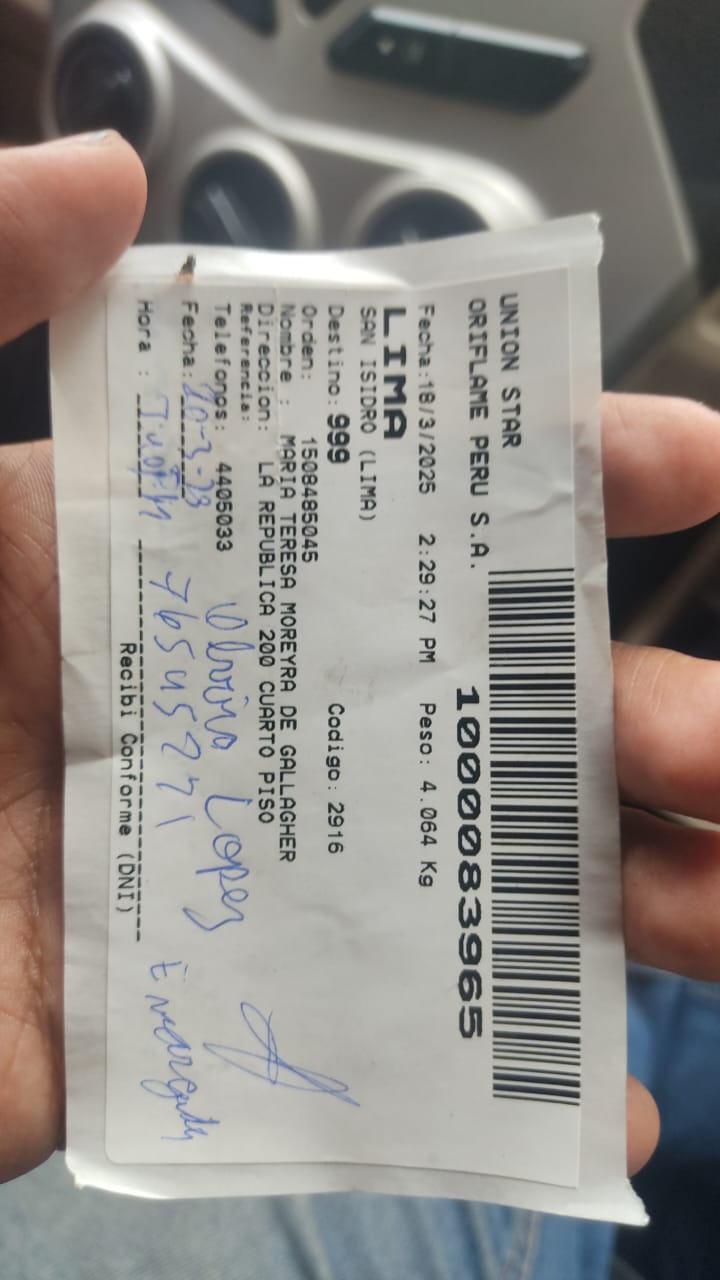 UNION STAR
ORIFLAME PERU S.A.
1000083965
Fecha:18/3/2025 2:29:27 PM Peso: 4.064 Kg
LIMA
SAN ISIDRO (LIMA)
Destino: 999 Codigo: 2916
Orden: 1508485045
Nombre : MARIA TERESA MOREYRA DE GALLAGHER
Direccion: LA REPUBLICA 200 CUARTO PISO
Referencia:
Telefonos: 4405033
Fecha: Lopez
Hora : 76545271
Recibi Conforme (DNI)